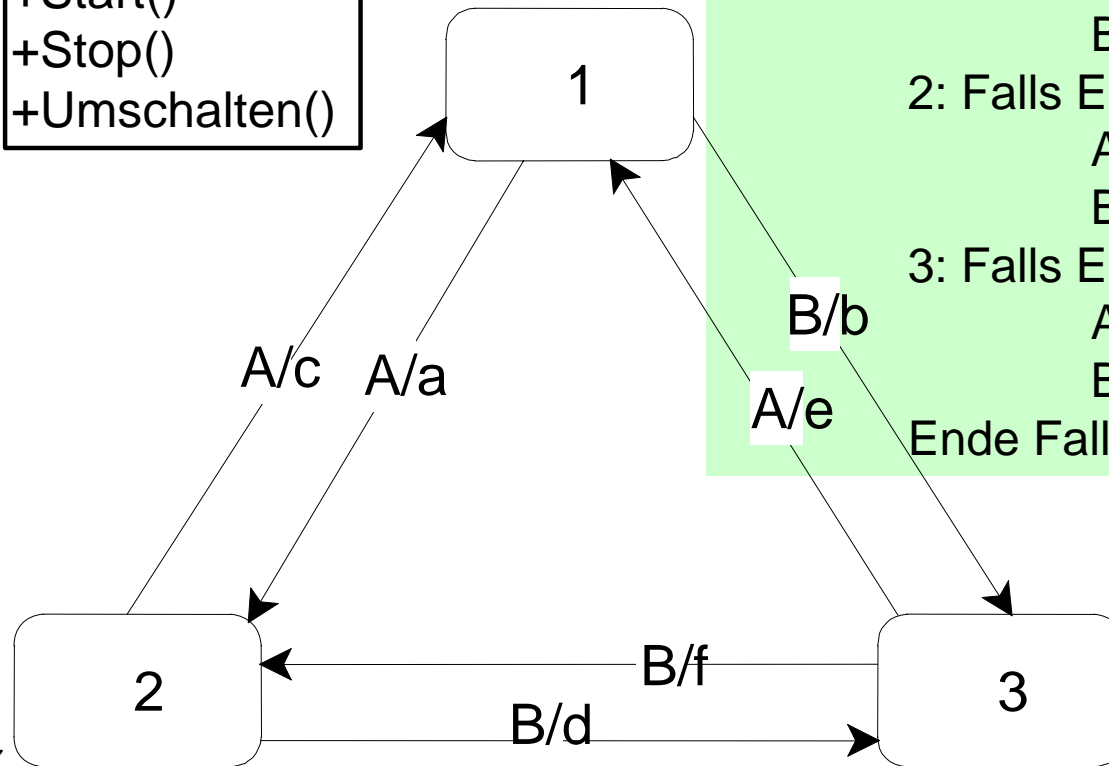 +Start()
+Stop()
+Umschalten()
1
B
2: Falls E
A
B
3: Falls E
A
B
Ende Fall
B/b
A/c
A/a
A/e
B/f
B/d
2
3